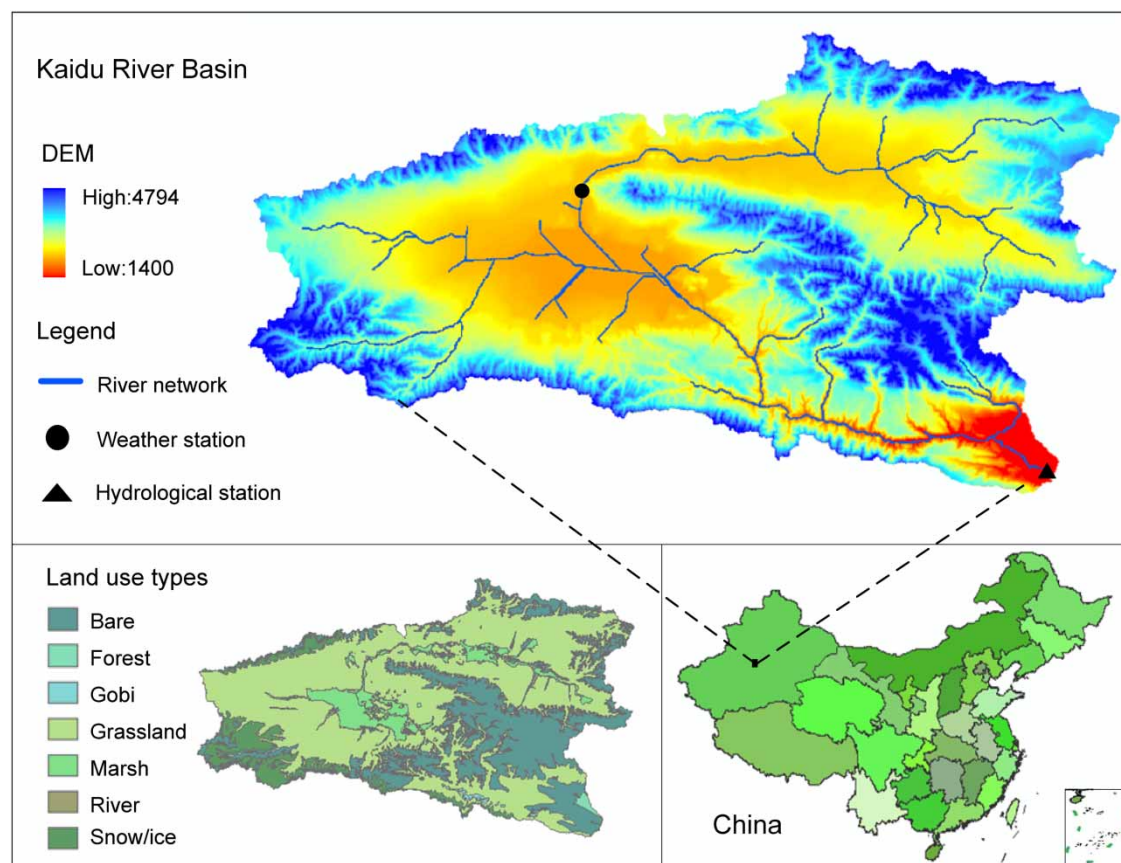 Kaidu River Basin
DEM
High:4794
Low:1400
Legend
River network
Weather station
Hydrological station
Land use types
Bare
Forest
Gobi
Grassland
Marsh
River
Snow/ice
China